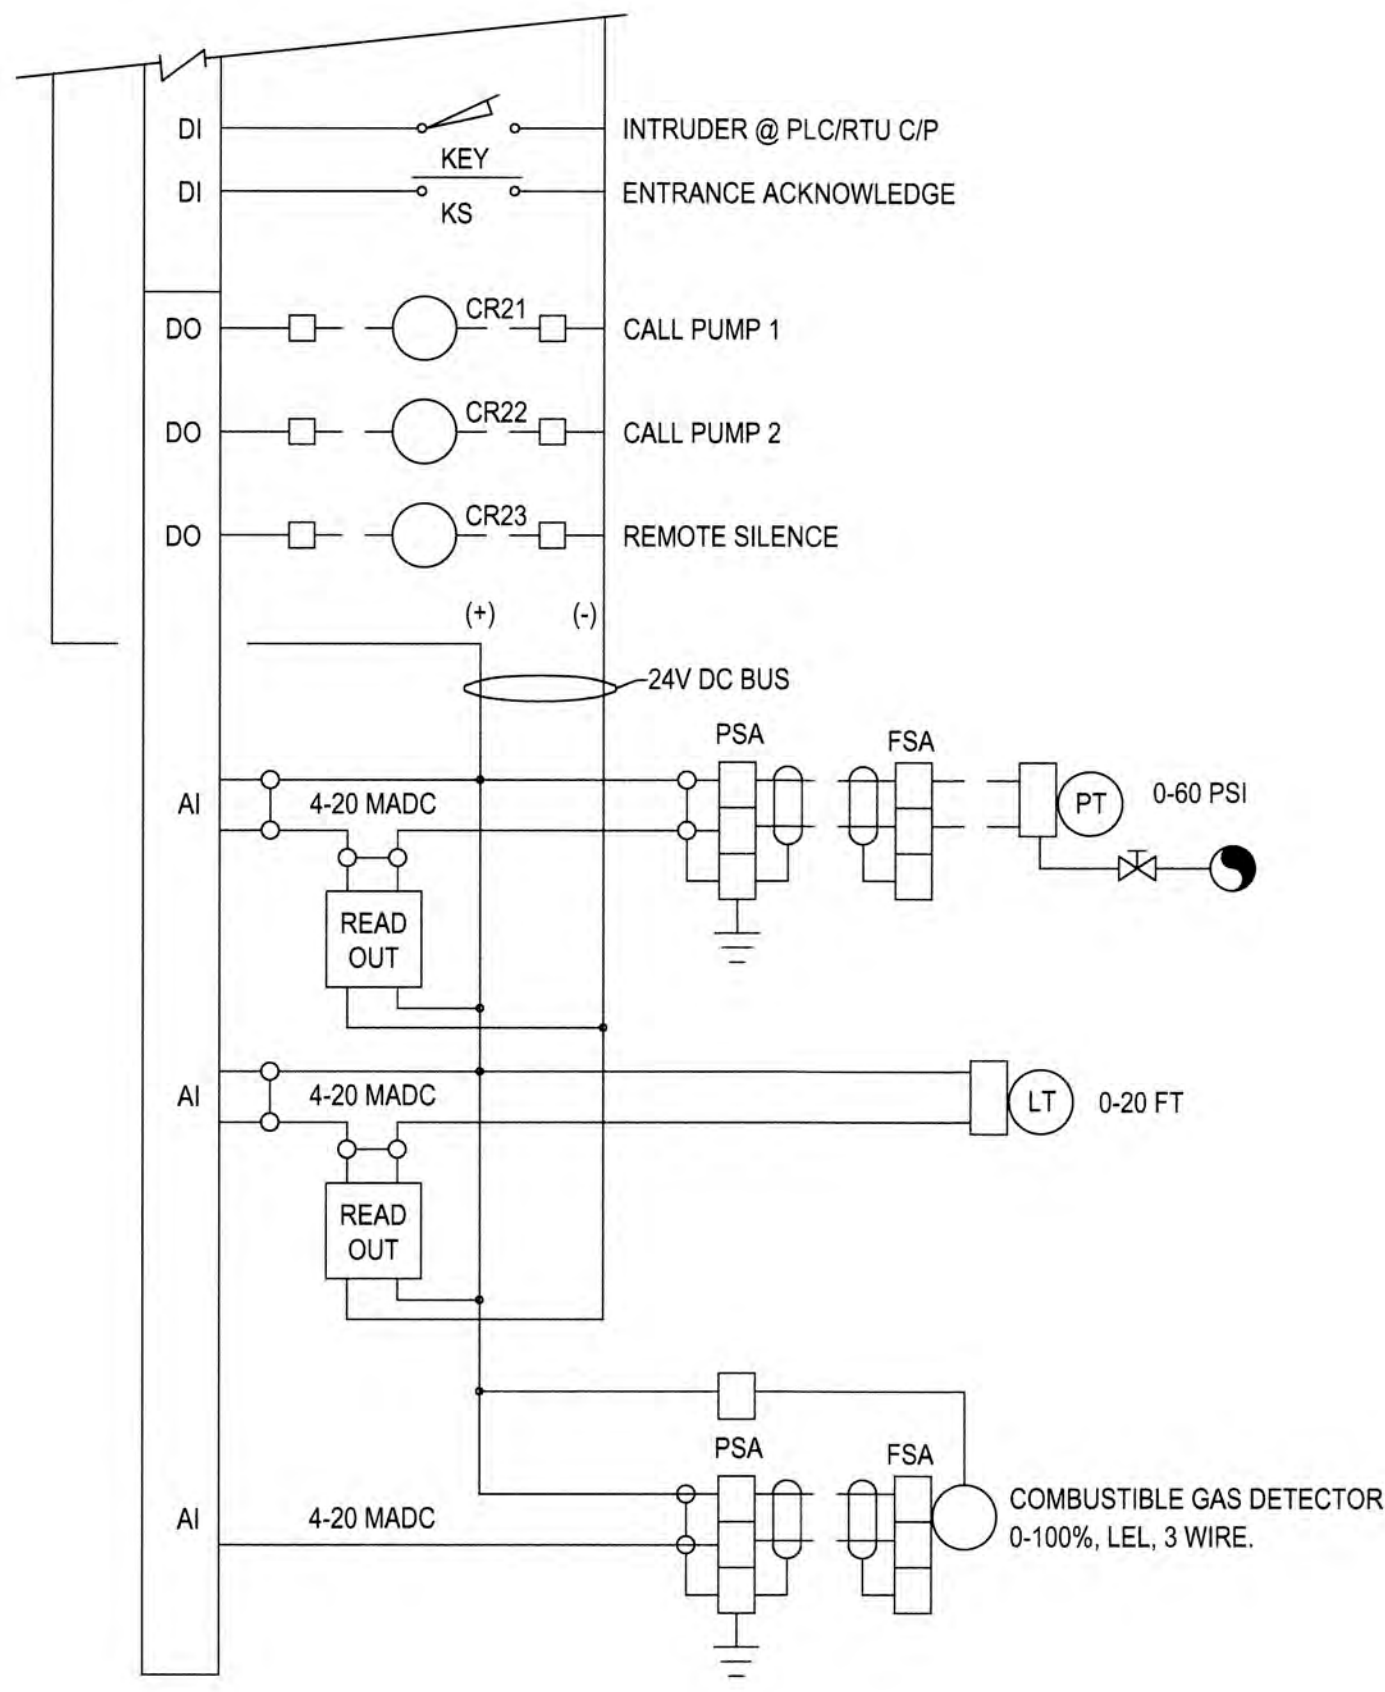 DI
INTRUDER @ PLC/RTU C/P
KEY
DI
ENTRANCE ACKNOWLEDGE
KS
CR21
DO
CALL PUMP 1
CR22
DO
CALL PUMP 2
CR23
DO
REMOTE SILENCE
(+)
(-)
24V DC BUS
PSA
FSA
AI
4-20 MADC
PT
0-60 PSI
READ
OUT
AI
4-20 MADC
LT
0-20 FT
READ
OUT
PSA
FSA
AI
4-20 MADC
COMBUSTIBLE GAS DETECTOR
0-100%, LEL, 3 WIRE.